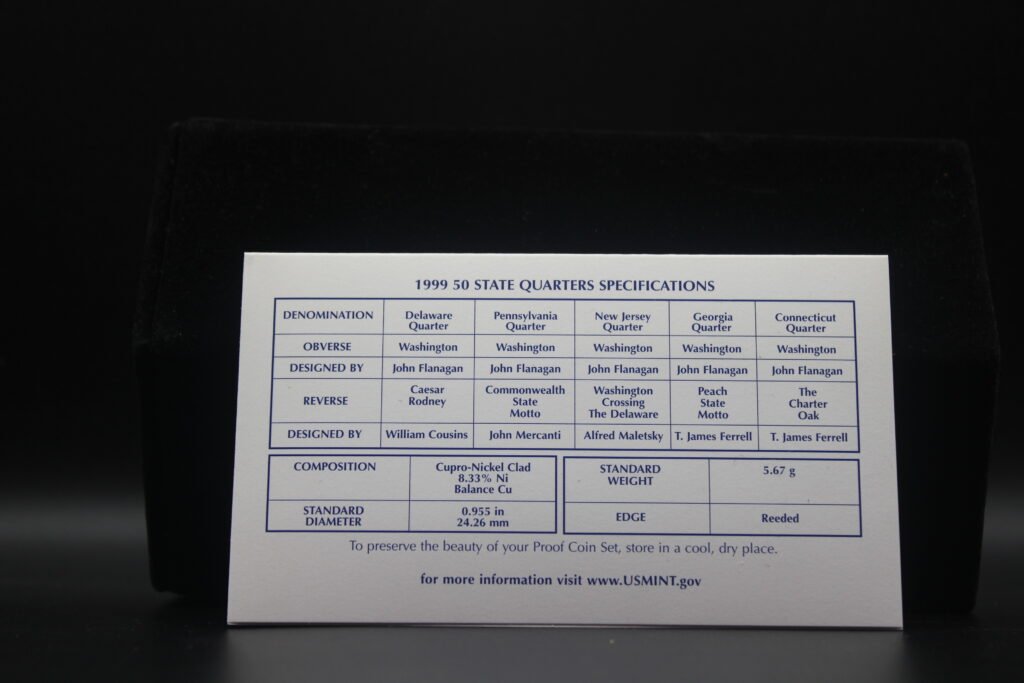 1999 50 STATE QUARTERS SPECIFICATIONS
DENOMINATION Delaware Quarter Pennsylvania Quarter New Jersey Quarter Georgia Quarter Connecticut Quarter
OBVERSE Washington Washington Washington Washington Washington
DESIGNED BY John Flanagan John Flanagan John Flanagan John Flanagan John Flanagan
REVERSE Caesar Rodney Commonwealth State Motto Washington Crossing The Delaware Peach State Motto The Charter Oak
DESIGNED BY William Cousins John Mercanti Alfred Maletsky T. James Ferrell T. James Ferrell
COMPOSITION Cupro-Nickel Clad 8.33% Ni Balance Cu
STANDARD DIAMETER 0.955 in 24.26 mm
STANDARD WEIGHT 5.67 g
EDGE Reeded
To preserve the beauty of your Proof Coin Set, store in a cool, dry place.
for more information visit www.USMINT.gov